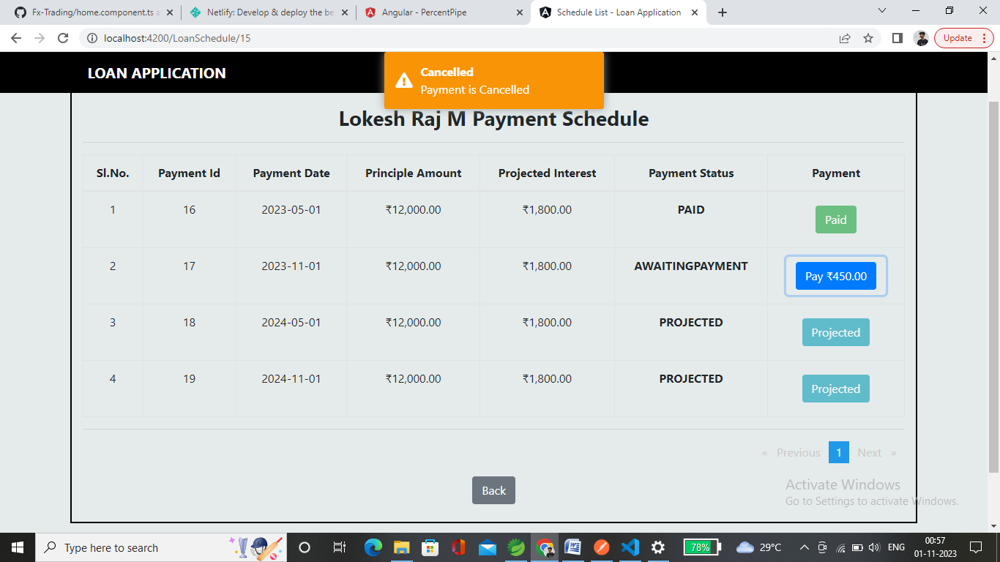 Fx-Trading/home.component.ts a
Netlify: Develop & deploy the be
Angular - PercentPipe
Schedule List - Loan Application
localhost:4200/LoanSchedule/15
Update
LOAN APPLICATION
Cancelled
Payment is Cancelled
Lokesh Raj M Payment Schedule
Sl.No. Payment Id Payment Date Principle Amount Projected Interest Payment Status Payment
1 16 2023-05-01 ₹12,000.00 ₹1,800.00 PAID Paid
2 17 2023-11-01 ₹12,000.00 ₹1,800.00 AWAITINGPAYMENT Pay ₹450.00
3 18 2024-05-01 ₹12,000.00 ₹1,800.00 PROJECTED Projected
4 19 2024-11-01 ₹12,000.00 ₹1,800.00 PROJECTED Projected
« Previous 1 Next »
Back
Activate Windows
Go to Settings to activate Windows.
Type here to search
78%
29°C
ENG
00:57
01-11-2023